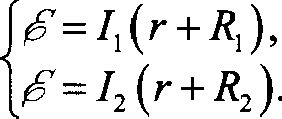 ℰ = I₁(r + R₁),
ℰ = I₂(r + R₂).